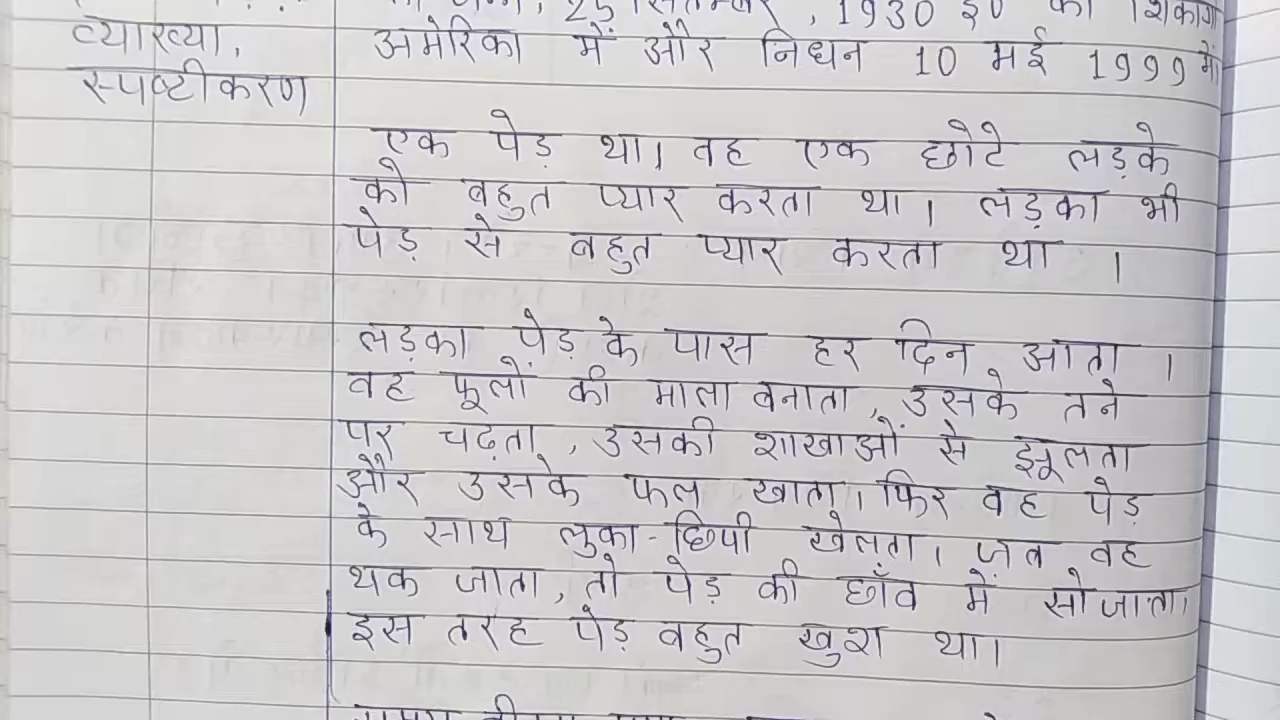 25 सितम्बर, 1930 ई० को शिकागो
व्याख्या, अमेरिका में और निधन 10 मई 1999 में।
स्पष्टीकरण
एक पेड़ था। वह एक छोटे लड़के
को बहुत प्यार करता था। लड़का भी
पेड़ से बहुत प्यार करता था ।
लड़का पेड़ के पास हर दिन आता ।
वह फूलों की माला बनाता, उसके तने
पर चढ़ता, उसकी शाखाओं से झूलता
और उसके फल खाता। फिर वह पेड़
के साथ लुका-छिपी खेलता। जब वह
थक जाता, तो पेड़ की छाँव में सो जाता।
इस तरह पेड़ बहुत खुश था।